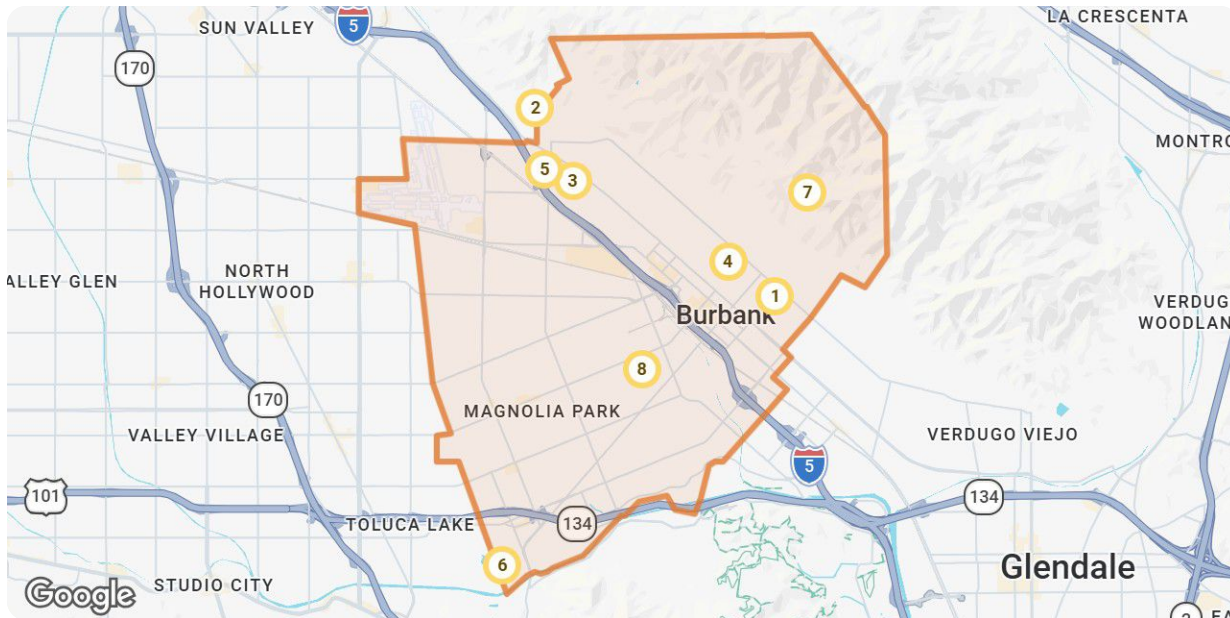 LA CRESCENTA
SUN VALLEY
5
170
2
MONTRO
5
3
7
4
NORTH
HOLLYWOOD
ALLEY GLEN
1
Burbank
VERDUG
WOODLAN
8
170
MAGNOLIA PARK
VALLEY VILLAGE
VERDUGO VIEJO
5
101
134
TOLUCA LAKE
134
6
STUDIO CITY
Glendale
Google
2
EA